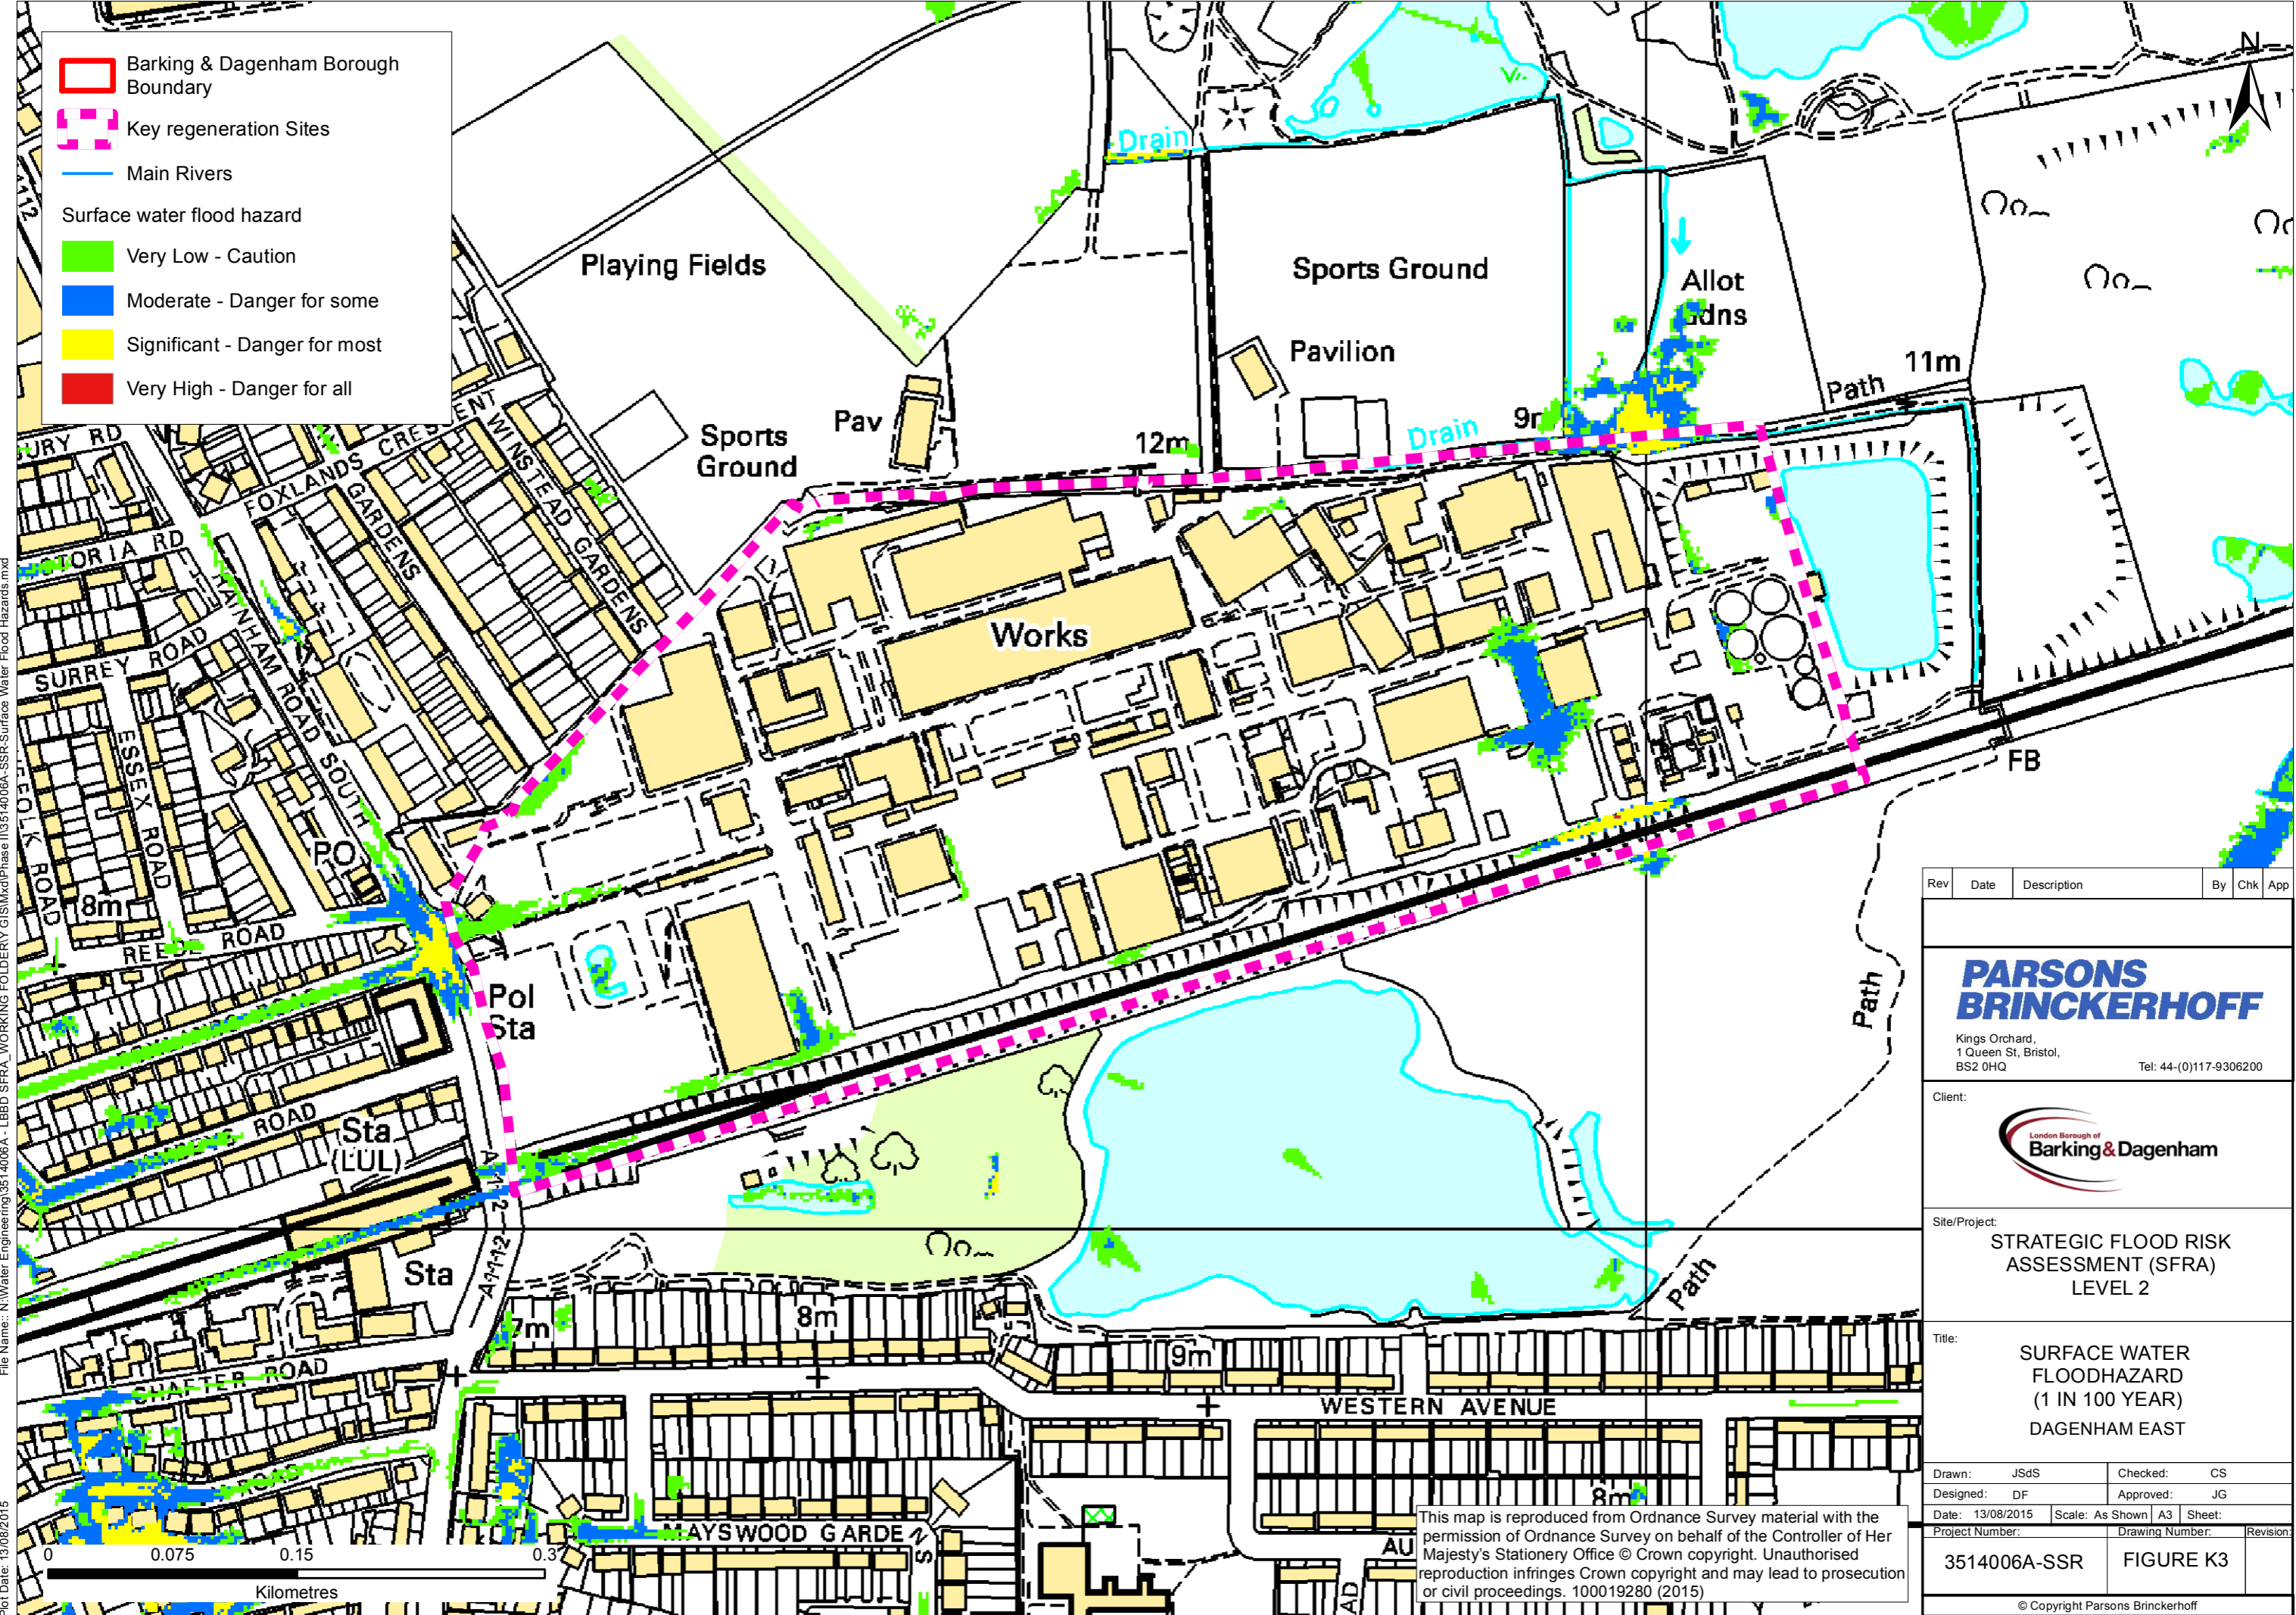 Barking & Dagenham Borough
Boundary
Key regeneration Sites
Main Rivers
Surface water flood hazard
Very Low - Caution
Moderate - Danger for some
Significant - Danger for most
Very High - Danger for all
N
Drain
Playing Fields
Sports Ground
Allot
Pavilion
11m
Path
Pav
Sports
Ground
12m
Drain
FOXLANDS CRES
WINSTEAD GARDENS
GARDENS
RD
SURREY ROAD
ESSEX ROAD
ROAD SOUTH
Works
FB
PO
8m
REEDE ROAD
Pol
Sta
Path
ROAD
Sta
(LUL)
A1112
Sta
Path
7m
8m
9m
ROAD
WESTERN AVENUE
8m
0 0.075 0.15 0.3
Kilometres
This map is reproduced from Ordnance Survey material with the
permission of Ordnance Survey on behalf of the Controller of Her
Majesty's Stationery Office © Crown copyright. Unauthorised
reproduction infringes Crown copyright and may lead to prosecution
or civil proceedings. 100019280 (2015)
Rev Date Description By Chk App
PARSONS
BRINCKERHOFF
Kings Orchard,
1 Queen St, Bristol,
BS2 0HQ Tel: 44-(0)117-9306200
Client:
London Borough of
Barking&Dagenham
Site/Project:
STRATEGIC FLOOD RISK
ASSESSMENT (SFRA)
LEVEL 2
Title:
SURFACE WATER
FLOODHAZARD
(1 IN 100 YEAR)
DAGENHAM EAST
Drawn: JSdS Checked: CS
Designed: DF Approved: JG
Date: 13/08/2015 Scale: As Shown A3 Sheet:
Project Number: Drawing Number: Revision:
3514006A-SSR FIGURE K3
© Copyright Parsons Brinckerhoff
Plot Date: 13/08/2015